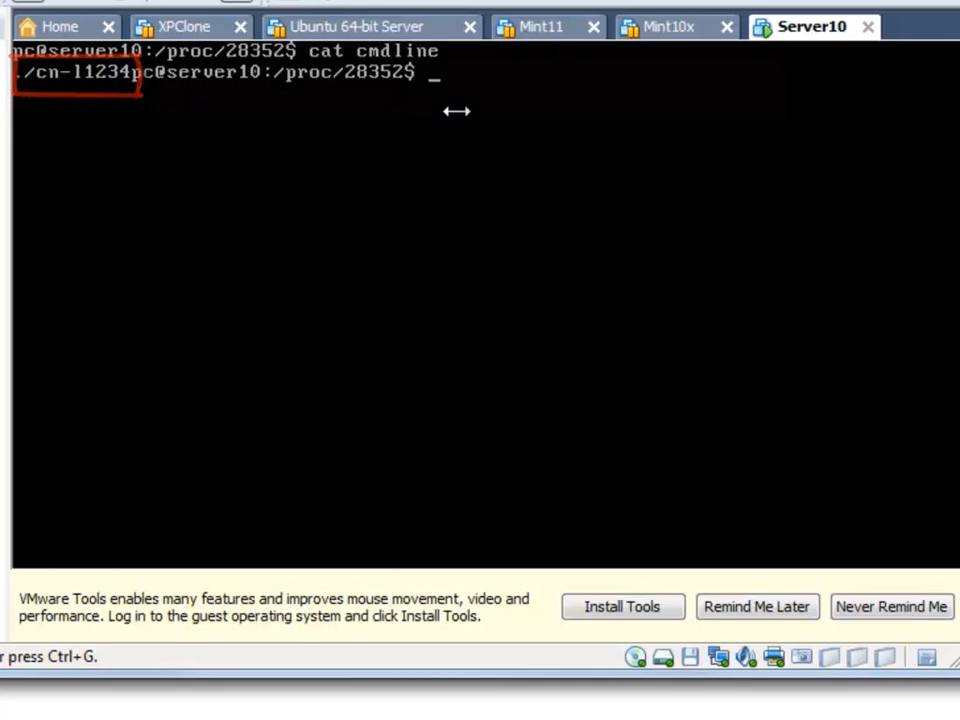 Home XPClone Ubuntu 64-bit Server Mint11 Mint10x Server10
pc@server10:/proc/28352$ cat cmdline
./cn-l1234pc@server10:/proc/28352$ _
VMware Tools enables many features and improves mouse movement, video and
performance. Log in to the guest operating system and click Install Tools.
Install Tools Remind Me Later Never Remind Me
r press Ctrl+G.